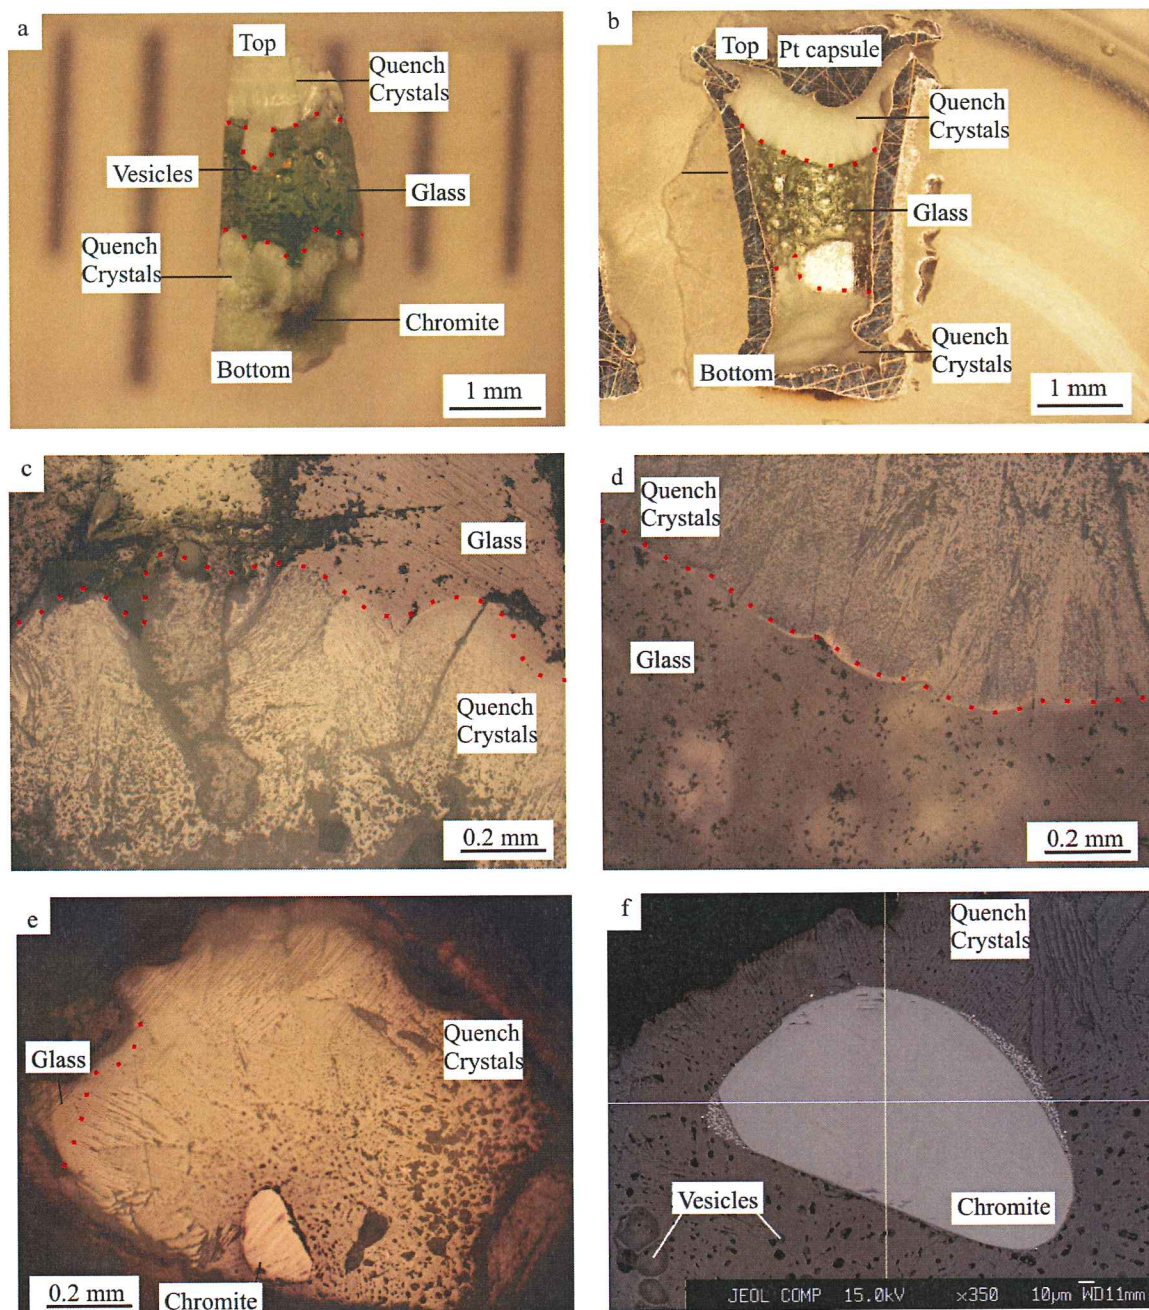 a
Top
Quench
Crystals
Vesicles
Glass
Quench
Crystals
Chromite
Bottom
1 mm
b
Top
Pt capsule
Quench
Crystals
Glass
Quench
Crystals
Bottom
1 mm
c
Glass
Quench
Crystals
0.2 mm
d
Quench
Crystals
Glass
0.2 mm
e
Glass
Quench
Crystals
0.2 mm
Chromite
f
Quench
Crystals
Vesicles
Chromite
JEOL COMP 15.0kV x350 10μm WD11mm